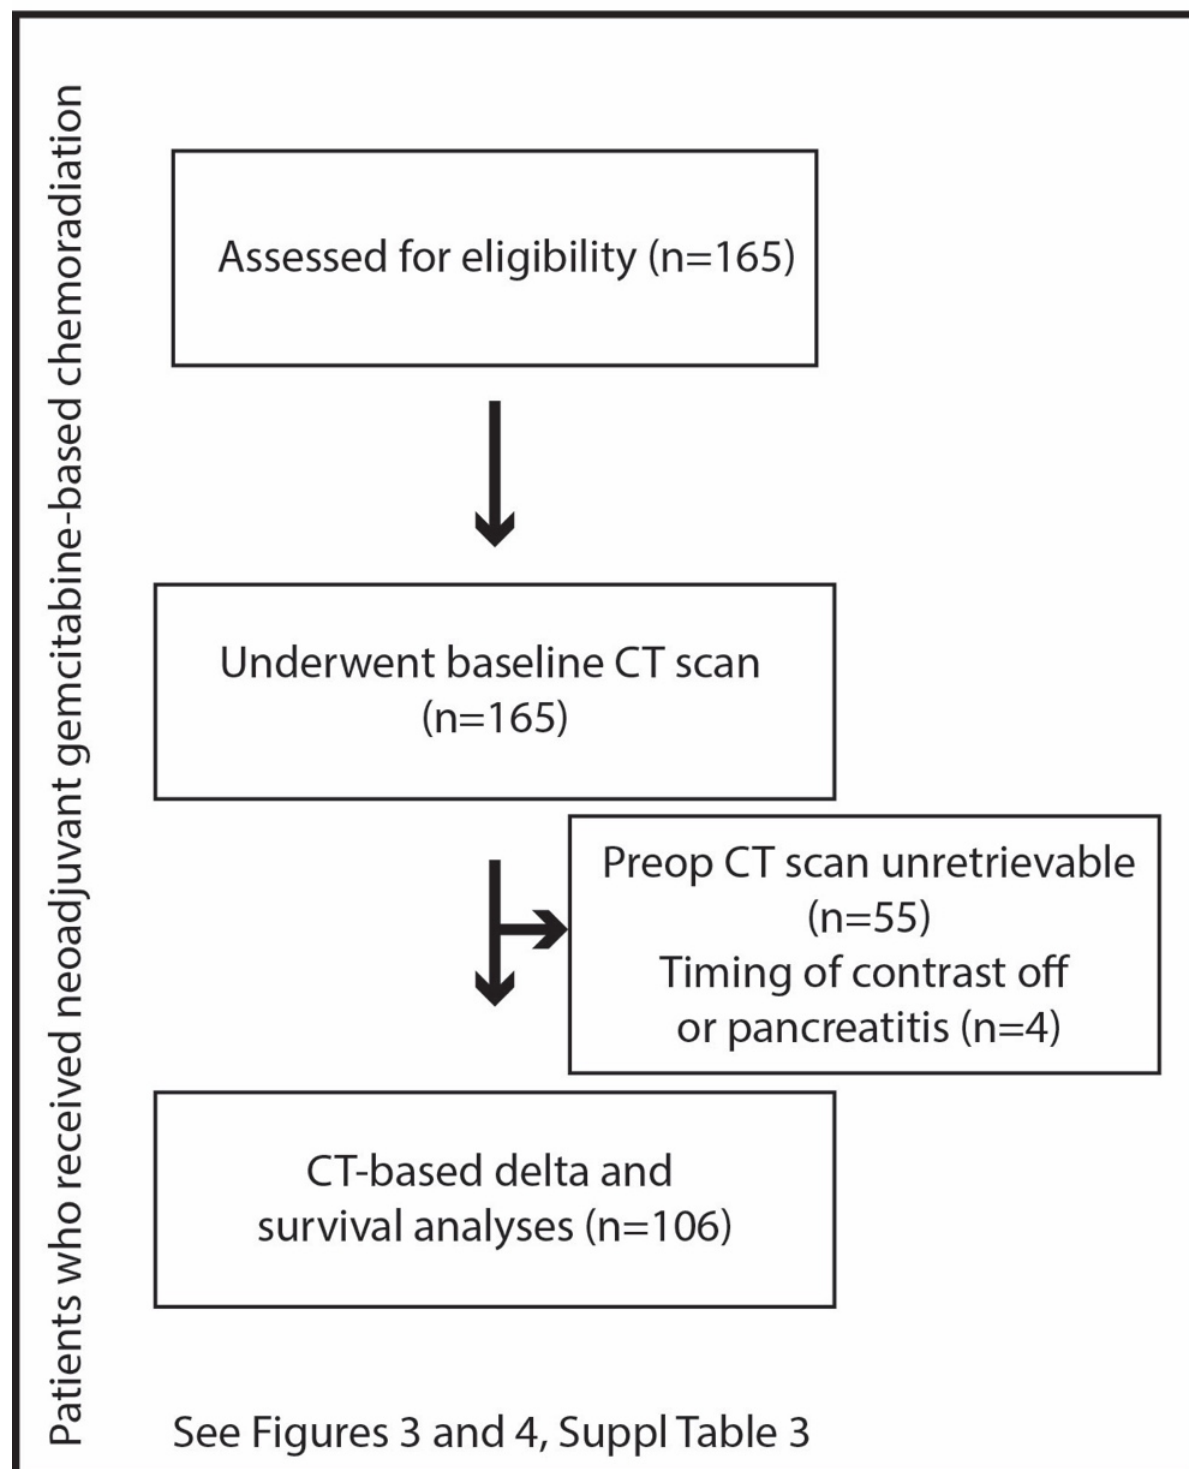 Patients who received neoadjuvant gemcitabine-based chemoradiation
Assessed for eligibility (n=165)
Underwent baseline CT scan
(n=165)
Preop CT scan unretrievable
(n=55)
Timing of contrast off
or pancreatitis (n=4)
CT-based delta and
survival analyses (n=106)
See Figures 3 and 4, Suppl Table 3